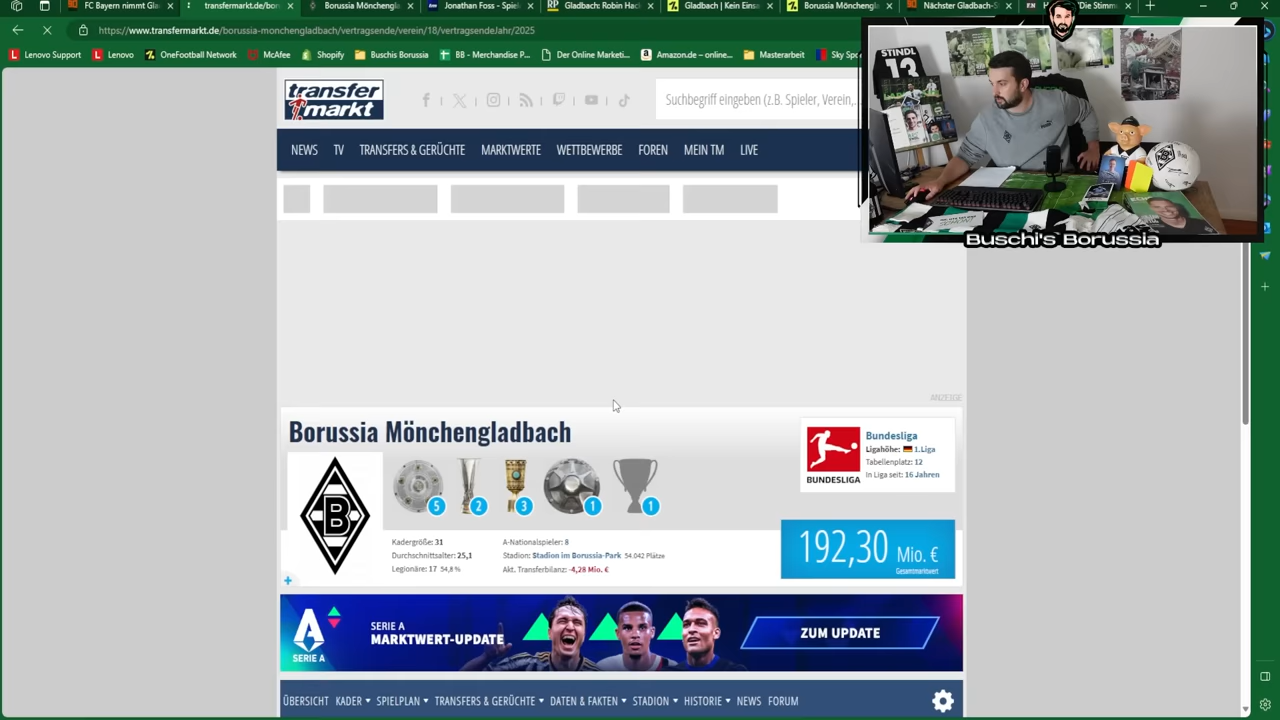 FC Bayern nimmt Gla
transfermarkt.de/bor
Borussia Mönchengl
Jonathan Foss - Spiel
Gladbach: Robin Hac
Gladbach | Kein Einsa
Borussia Mönchengl
Nächster Gladbach-S
Die Stimm
https://www.transfermarkt.de/borussia-monchengladbach/vertragsende/verein/18/vertragsendeJahr/2025
Lenovo Support
Lenovo
OneFootball Network
McAfee
Shopify
Buschis Borussia
BB - Merchandise P...
Der Online Marketi...
Amazon.de – online...
Masterarbeit
Sky Spo
transfer
markt
Suchbegriff eingeben (z.B. Spieler, Verein,...
NEWS TV TRANSFERS & GERÜCHTE MARKTWERTE WETTBEWERBE FOREN MEIN TM LIVE
STINDL
13
Buschi's Borussia
ANZEIGE
Borussia Mönchengladbach
B
5
2
3
1
1
Kadergröße: 31
Durchschnittsalter: 25,1
Legionäre: 17 54,8 %
A-Nationalspieler: 8
Stadion: Stadion im Borussia-Park 54.042 Plätze
Akt. Transferbilanz: -4,28 Mio. €
BUNDESLIGA
Bundesliga
Ligahöhe: 1.Liga
Tabellenplatz: 12
In Liga seit: 16 Jahren
192,30 Mio. €
Gesamtmarktwert
SERIE A
SERIE A
MARKTWERT-UPDATE
ZUM UPDATE
ÜBERSICHT KADER SPIELPLAN TRANSFERS & GERÜCHTE DATEN & FAKTEN STADION HISTORIE NEWS FORUM